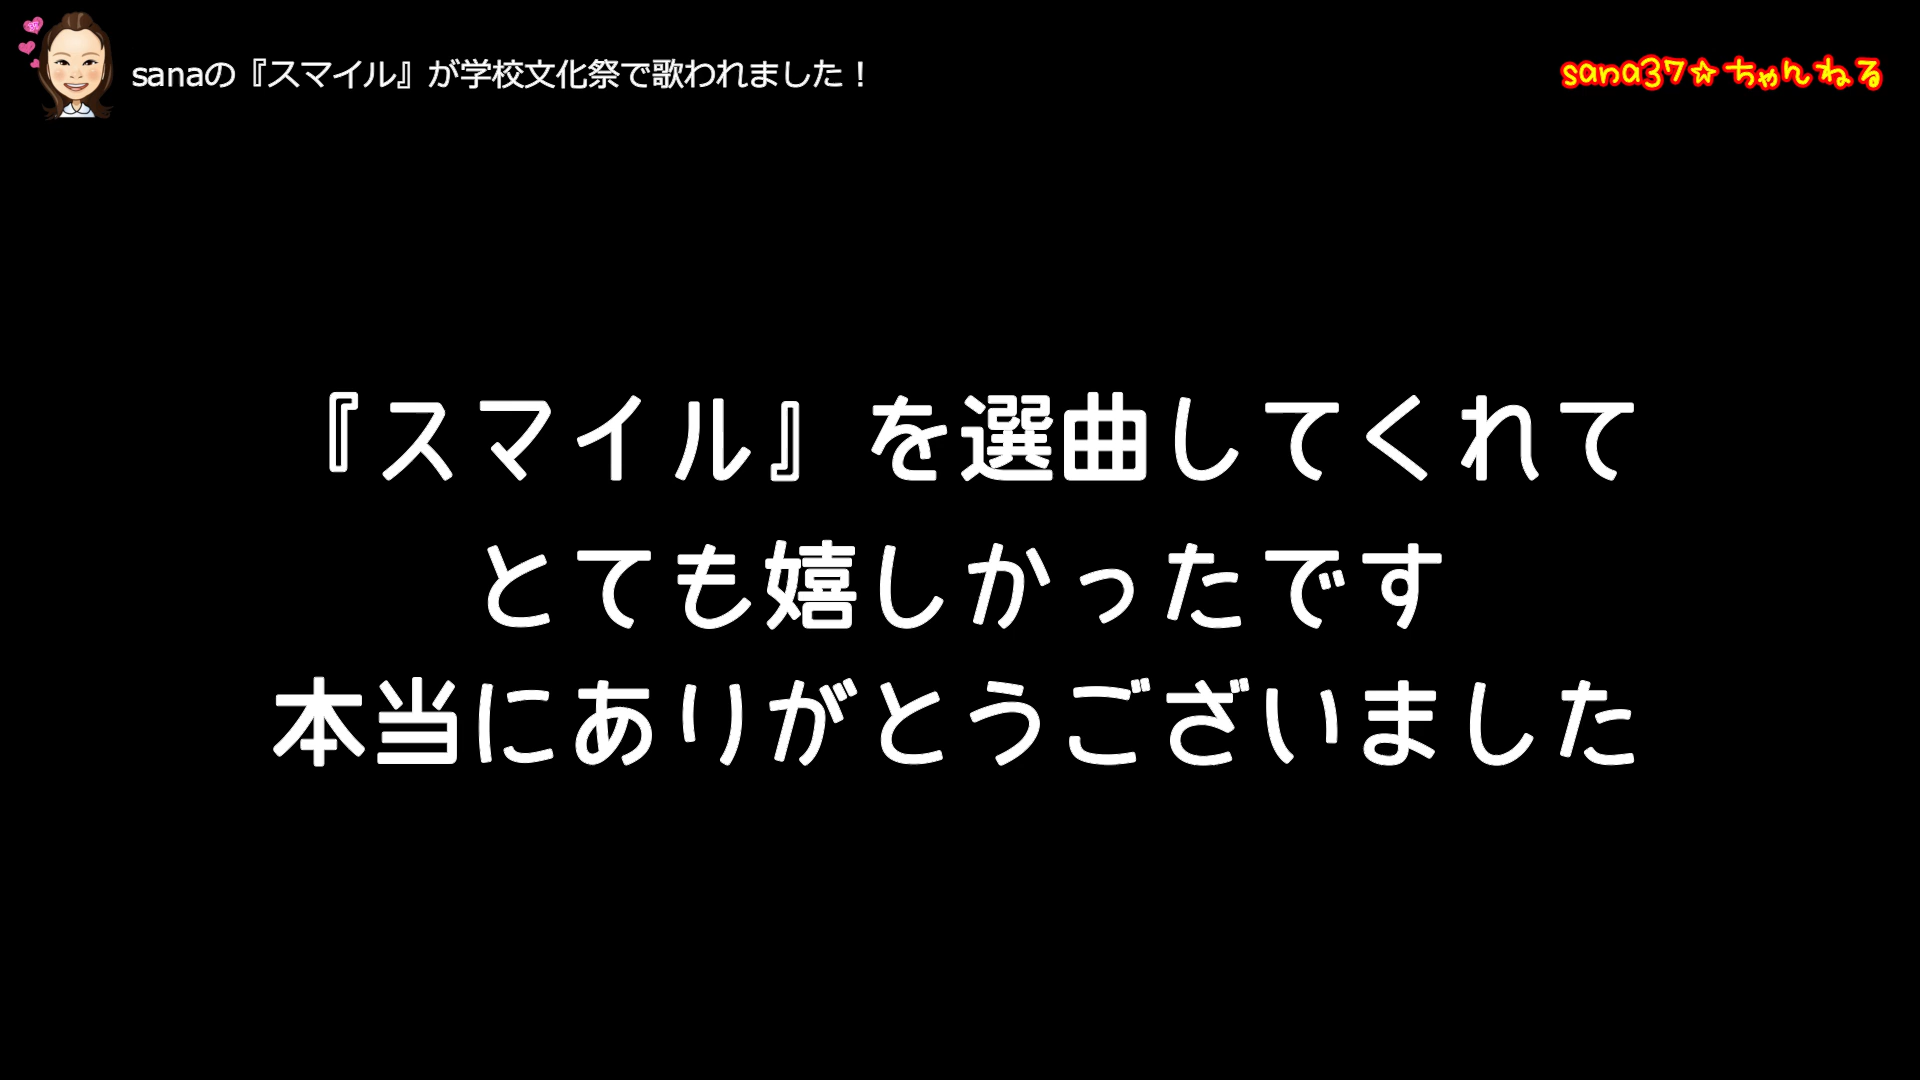 sanaの『スマイル』が学校文化祭で歌われました！
sana37☆ちゃんねる
『スマイル』を選曲してくれて
とても嬉しかったです
本当にありがとうございました